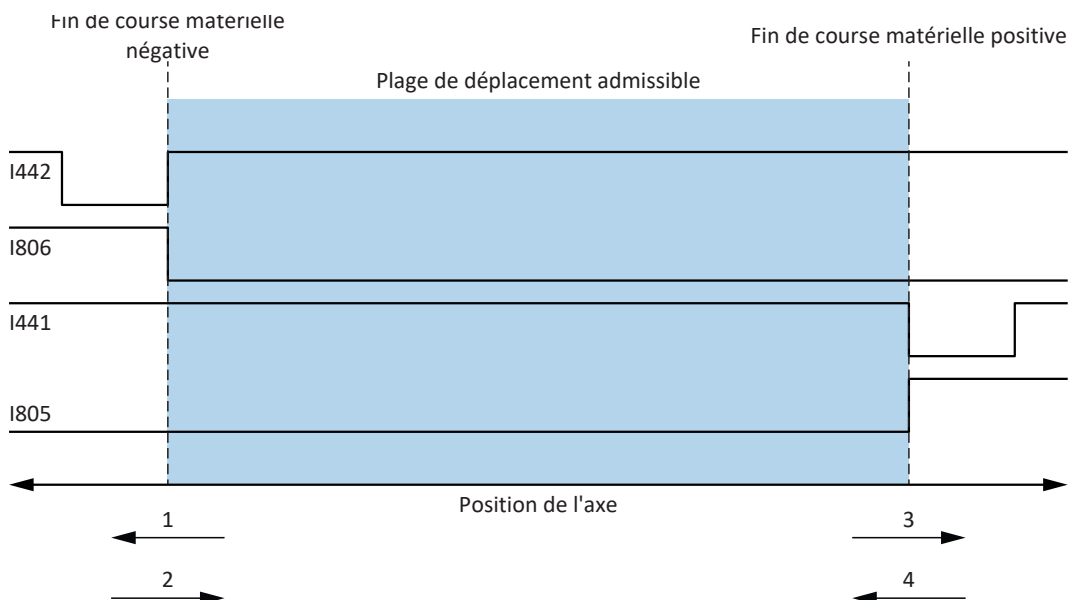 Fin de course matérielle
négative
Fin de course matérielle positive
Plage de déplacement admissible
I442
I806
I441
I805
Position de l'axe
1
3
2
4